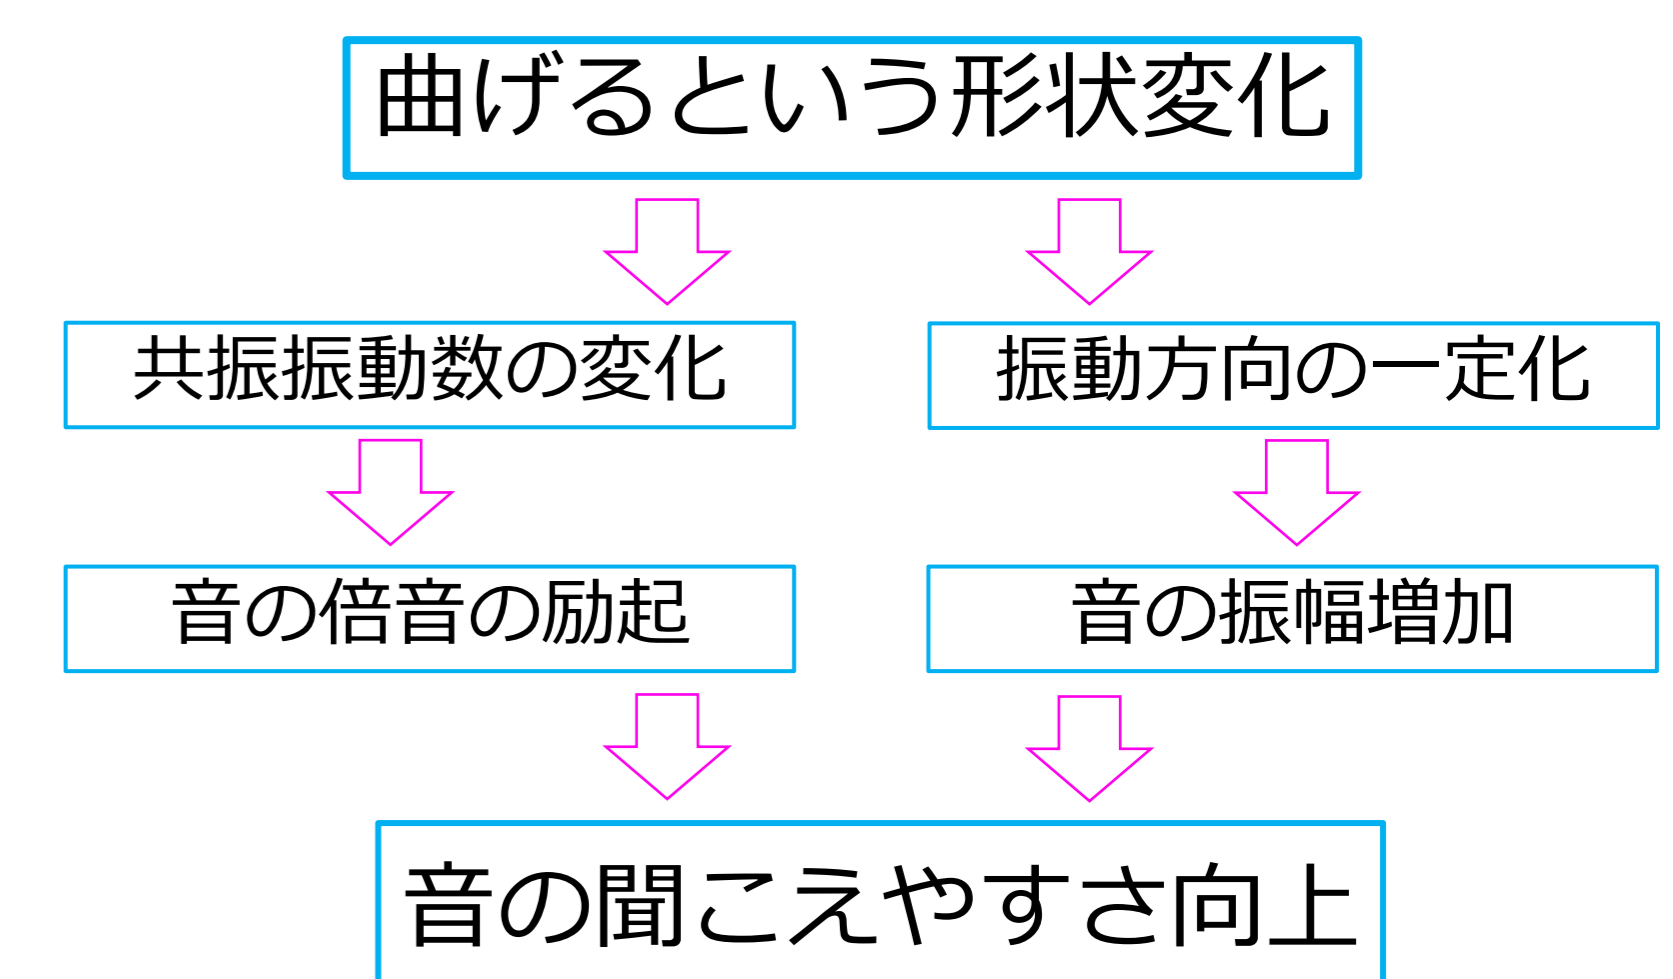 曲げるという形状変化
共振振動数の変化
振動方向の一定化
音の倍音の励起
音の振幅増加
音の聞こえやすさ向上